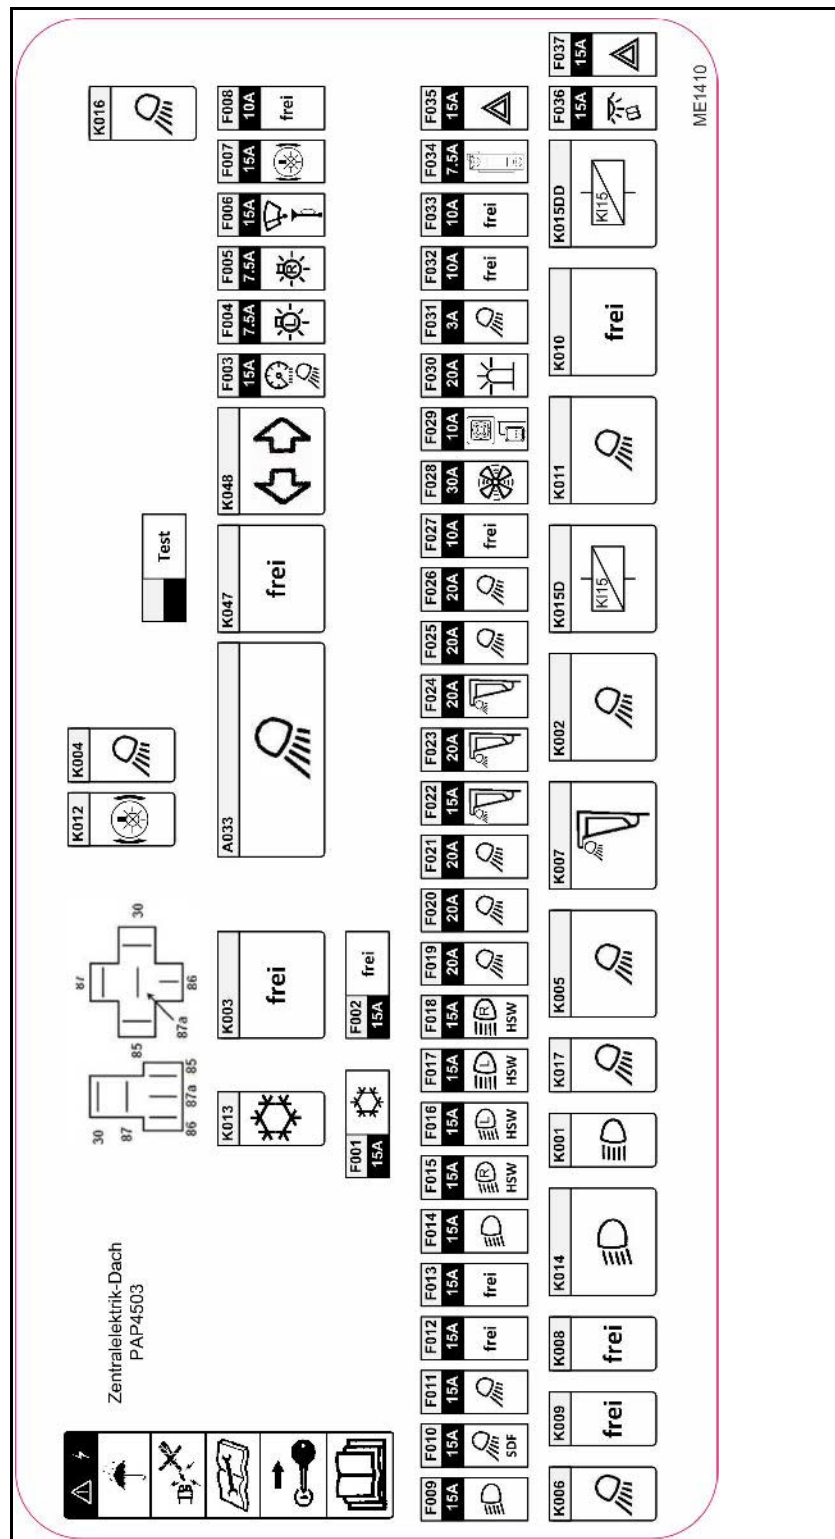 Zentralelektrik-Dach
PAP4503
30
87
86
87a
85
85
87
30
86
87a
K012
K004
Test
K016
K013
K003
frei
A033
K047
frei
K048
F003
15A
F004
7.5A
L
F005
7.5A
R
F006
15A
F007
15A
F008
10A
frei
F001
15A
F002
15A
frei
F009
15A
F010
15A
SDF
F011
15A
F012
15A
frei
F013
15A
frei
F014
15A
F015
15A
R
HSW
F016
15A
L
HSW
F017
15A
L
HSW
F018
15A
R
HSW
F019
20A
F020
20A
F021
20A
F022
15A
F023
20A
F024
20A
F025
20A
F026
20A
F027
10A
frei
F028
30A
F029
10A
F030
20A
F031
3A
F032
10A
frei
F033
10A
frei
F034
7.5A
F035
15A
K006
K009
frei
K008
frei
K014
K001
K017
K005
K007
K002
K015D
KI15
K011
K010
frei
K015DD
KI15
F036
15A
F037
15A
ME1410